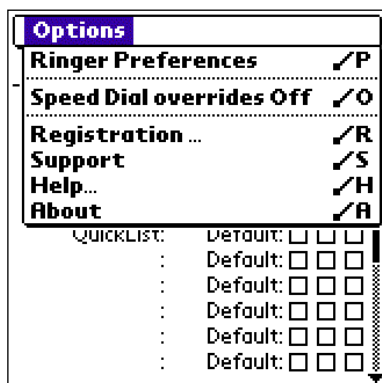 Options
Ringer Preferences /P
Speed Dial overrides Off /O
Registration ... /R
Support /S
Help... /H
About /A
QuickList: Default:
: Default:
: Default:
: Default:
: Default:
: Default: